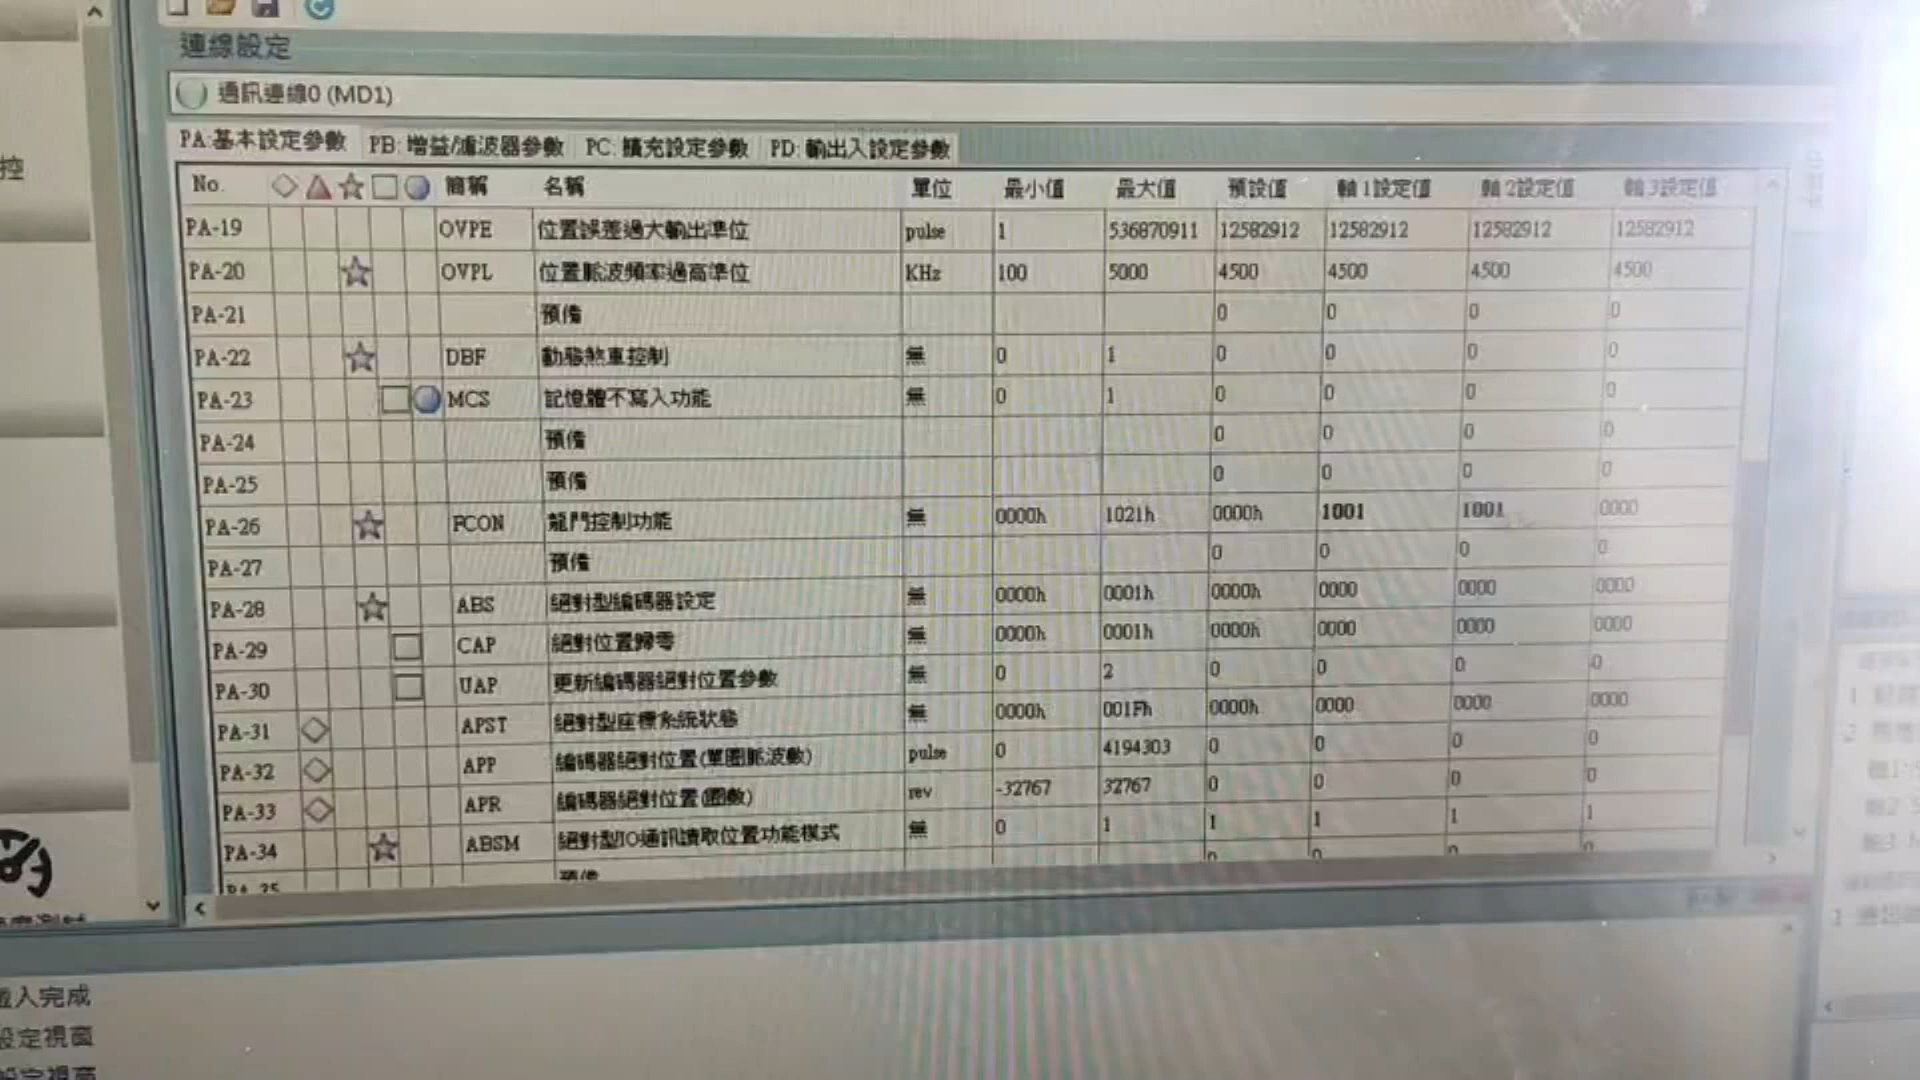 連線設定
通訊連線0 (MD1)
控
PA:基本設定參數 PB: 增益/濾波器參數 PC: 擴充設定參數 PD: 輸出入設定參數
No. 簡稱 名稱 單位 最小值 最大值 預設值 軸1設定值 軸2設定值 軸3設定值
PA-19 OVPE 位置誤差過大輸出準位 pulse 1 536870911 12582912 12582912 12582912 12582912
PA-20 OVPL 位置脈波頻率過高準位 KHz 100 5000 4500 4500 4500 4500
PA-21 預備 0 0 0 0
PA-22 DBF 動態煞車控制 無 0 1 0 0 0 0
PA-23 MCS 記憶體不寫入功能 無 0 1 0 0 0 0
PA-24 預備 0 0 0 0
PA-25 預備 0 0 0 0
PA-26 FCON 龍門控制功能 無 0000h 1021h 0000h 1001 1001 0000
PA-27 預備 0 0 0 0
PA-28 ABS 絕對型編碼器設定 無 0000h 0001h 0000h 0000 0000 0000
PA-29 CAP 絕對位置歸零 無 0000h 0001h 0000h 0000 0000 0000
PA-30 UAP 更新編碼器絕對位置參數 無 0 2 0 0 0 0
PA-31 APST 絕對型座標系統狀態 無 0000h 001Fh 0000h 0000 0000 0000
PA-32 APP 編碼器絕對位置(單圈脈波數) pulse 0 4194303 0 0 0 0
PA-33 APR 編碼器絕對位置(圈數) rev -32767 32767 0 0 0 0
PA-34 ABSM 絕對型IO通訊讀取位置功能模式 無 0 1 1 1 1 1
PA-35 預備 0 0 0 0
入完成
設定視窗
設定視窗